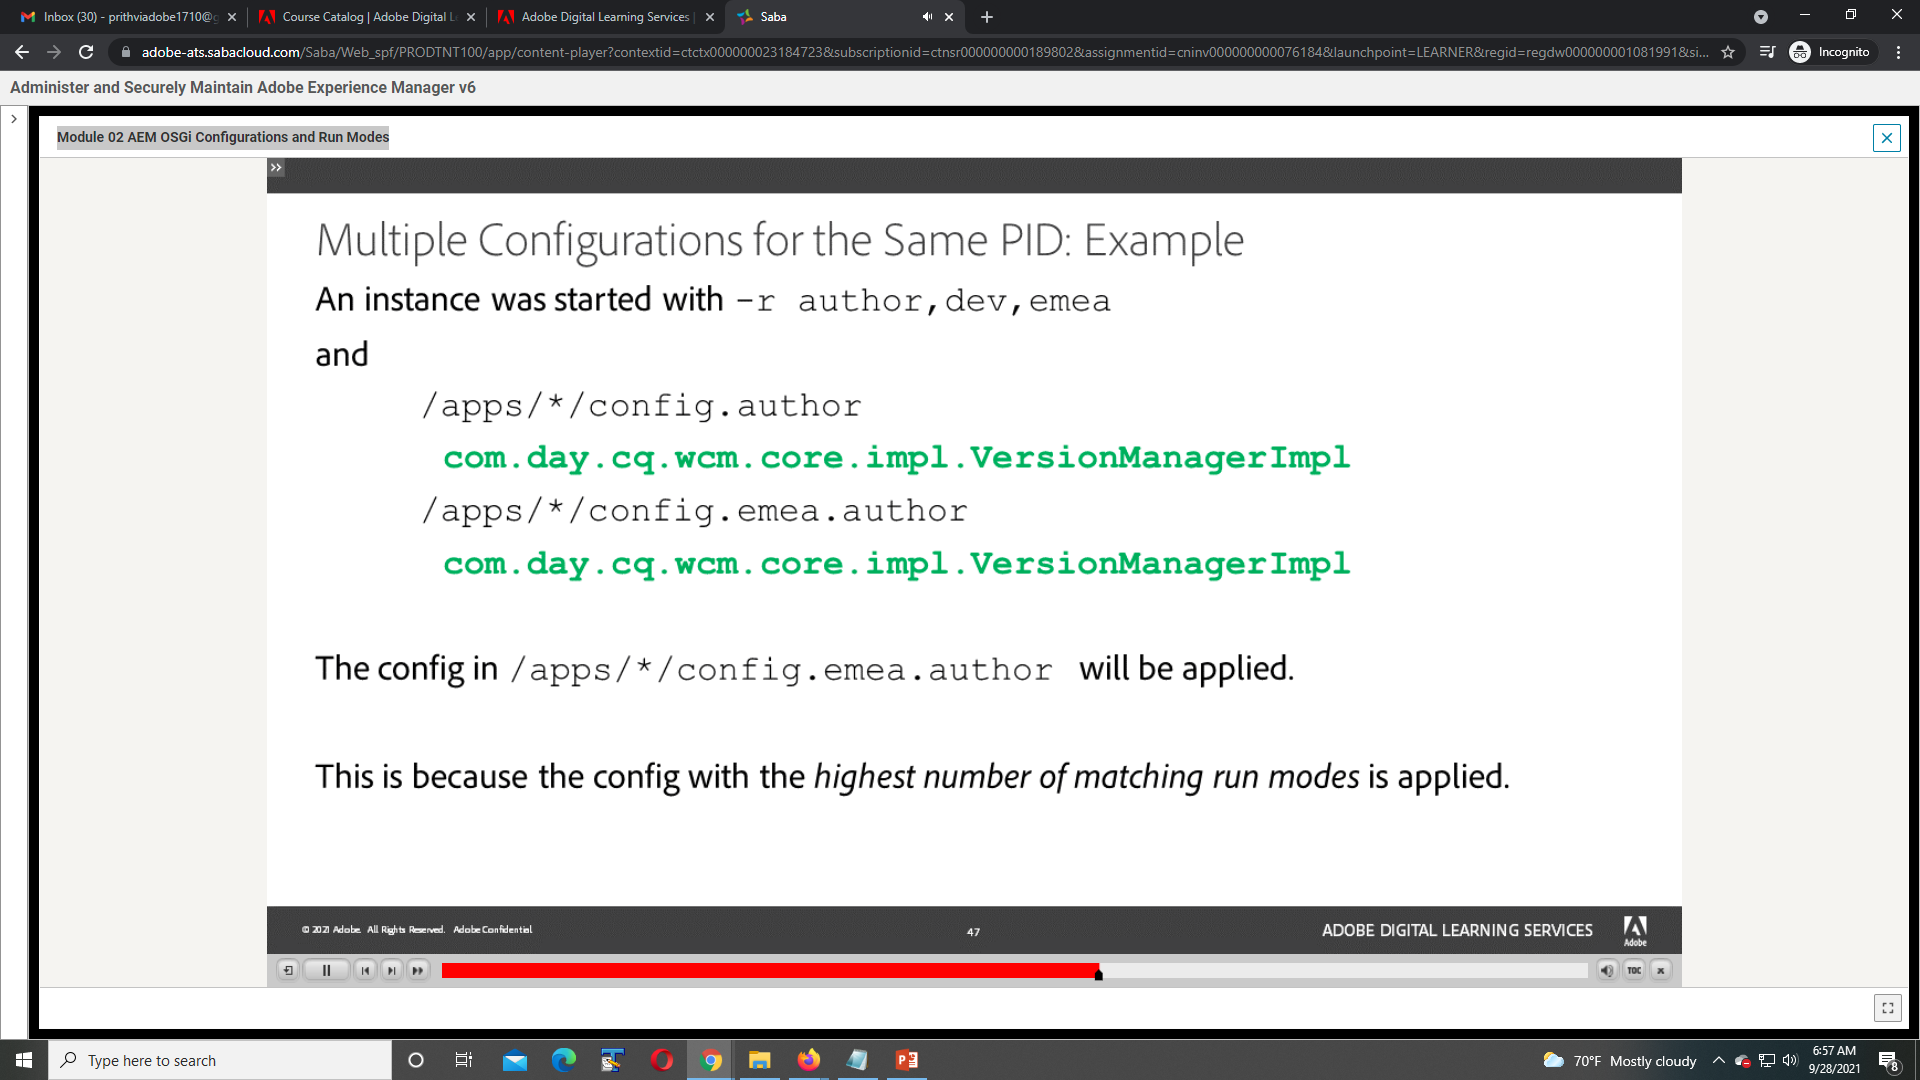 Inbox (30) - prithviadobe1710@g
Course Catalog | Adobe Digital L
Adobe Digital Learning Services |
Saba
adobe-ats.sabacloud.com/Saba/Web_spf/PRODTNT100/app/content-player?contextid=ctctx000000023184723&subscriptionid=ctnsr0000000000189802&assignmentid=cninv000000000076184&launchpoint=LEARNER&regid=regdw000000001081991&si...
Incognito
Administer and Securely Maintain Adobe Experience Manager v6
Module 02 AEM OSGi Configurations and Run Modes
Multiple Configurations for the Same PID: Example
An instance was started with -r author,dev,emea
and
/apps/*/config.author
com.day.cq.wcm.core.impl.VersionManagerImpl
/apps/*/config.emea.author
com.day.cq.wcm.core.impl.VersionManagerImpl
The config in /apps/*/config.emea.author will be applied.
This is because the config with the highest number of matching run modes is applied.
© 2021 Adobe. All Rights Reserved. Adobe Confidential
47
ADOBE DIGITAL LEARNING SERVICES
Adobe
TOC
Type here to search
70°F Mostly cloudy
6:57 AM
9/28/2021
8